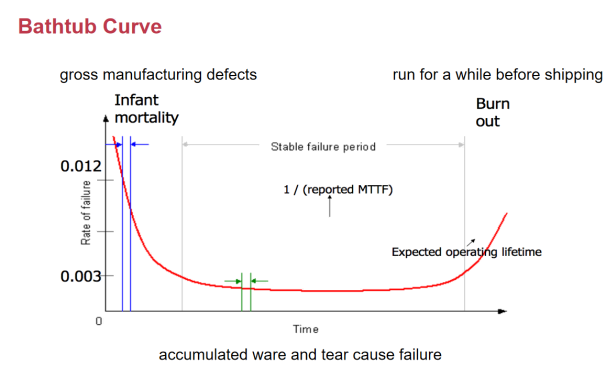 Bathtub Curve
gross manufacturing defects
run for a while before shipping
Infant
mortality
Burn
out
Stable failure period
0.012
1 / (reported MTTF)
Rate of failure
Expected operating lifetime
0.003
0
Time
accumulated ware and tear cause failure